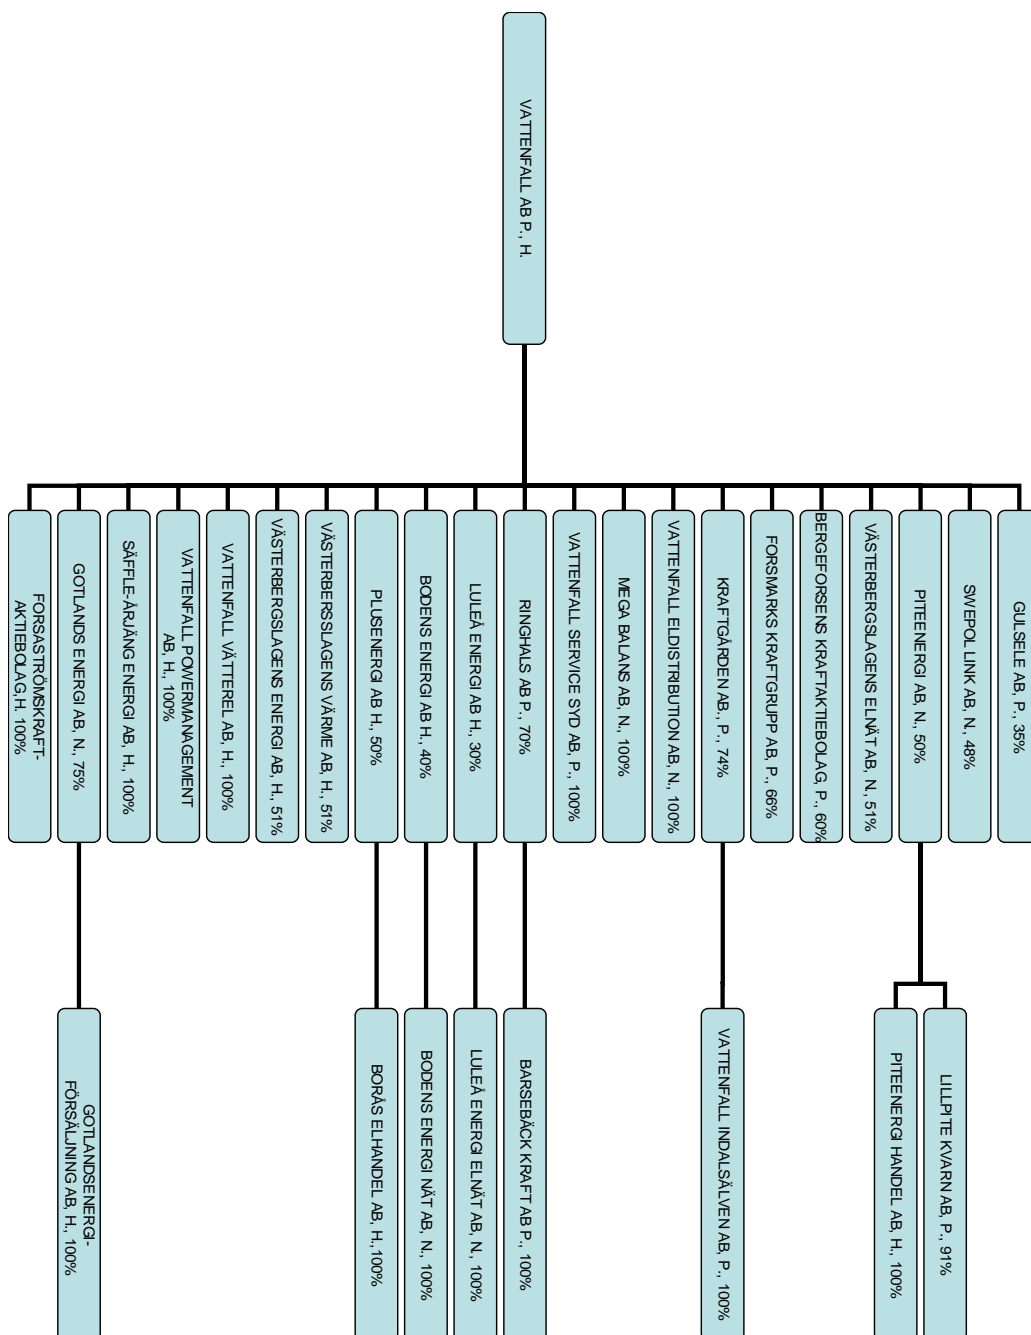 VATTENFALL AB P., H.
GULSELE AB, P., 35%
SWEPOL LINK AB, N., 48%
PITEENERGI AB, N., 50%
VÄSTERBERGSLAGENS ELNÄT AB, N., 51%
BERGEFORSENS KRAFTAKTIEBOLAG, P., 60%
FORSMARKS KRAFTGRUPP AB, P., 66%
KRAFTGÅRDEN AB., P., 74%
VATTENFALL ELDISTRIBUTION AB, N., 100%
MEGA BALANS AB, N., 100%
VATTENFALL SERVICE SYD AB, P., 100%
RINGHALS AB P., 70%
LULEÅ ENERGI AB H., 30%
BODENS ENERGI AB H., 40%
PLUSENERGI AB H., 50%
VÄSTERBERSSLAGENS VÄRME AB, H., 51%
VÄSTERBERGSLAGENS ENERGI AB, H., 51%
VATTENFALL VÄTTEREL AB, H., 100%
VATTENFALL POWERMANAGEMENT
AB, H., 100%
SÄFFLE-ÅRJÄNG ENERGI AB, H., 100%
GOTLANDS ENERGI AB, N., 75%
FORSASTRÖMSKRAFT-
AKTIEBOLAG, H. 100%
LILLPITE KVARN AB, P., 91%
PITEENERGI HANDEL AB, H., 100%
VATTENFALL INDALSÄLVEN AB, P., 100%
BARSEBÄCK KRAFT AB P., 100%
LULEÅ ENERGI ELNÄT AB, N., 100%
BODENS ENERGI NÄT AB, N., 100%
BORÅS ELHANDEL AB, H., 100%
GOTLANDSENERGI-
FÖRSÄLJNING AB, H., 100%